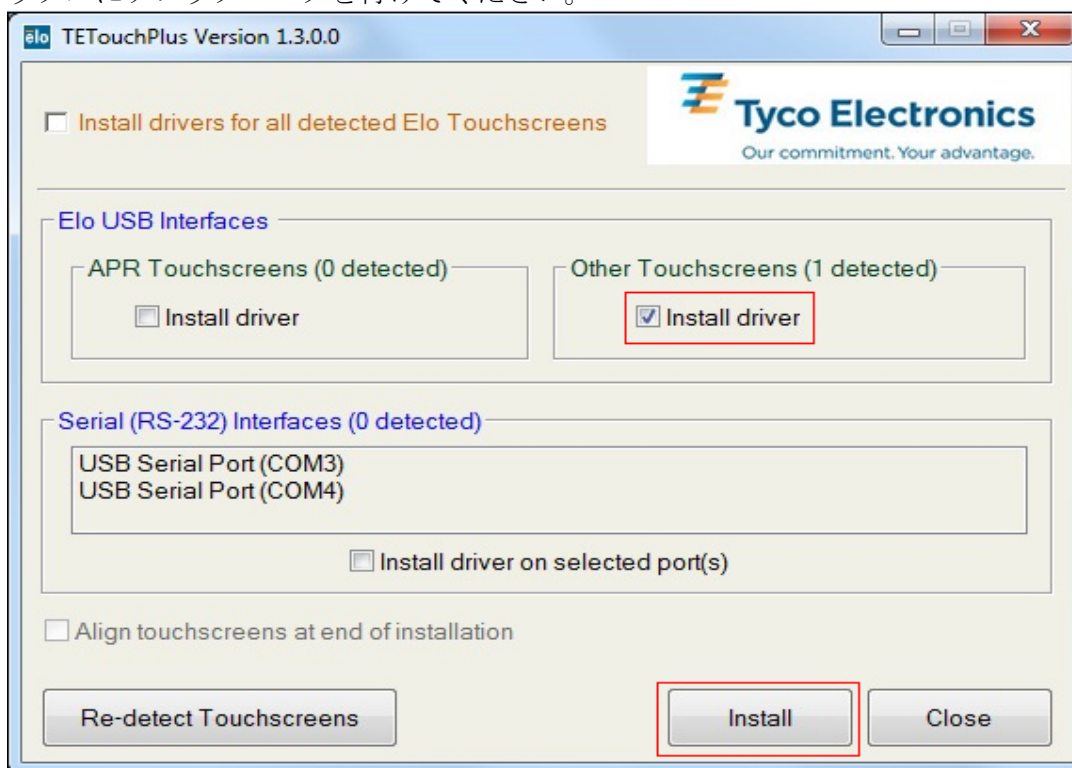 TETouchPlus Version 1.3.0.0
Install drivers for all detected Elo Touchscreens
Tyco Electronics
Our commitment. Your advantage.
Elo USB Interfaces
APR Touchscreens (0 detected)
Install driver
Other Touchscreens (1 detected)
Install driver
Serial (RS-232) Interfaces (0 detected)
USB Serial Port (COM3)
USB Serial Port (COM4)
Install driver on selected port(s)
Align touchscreens at end of installation
Re-detect Touchscreens
Install
Close